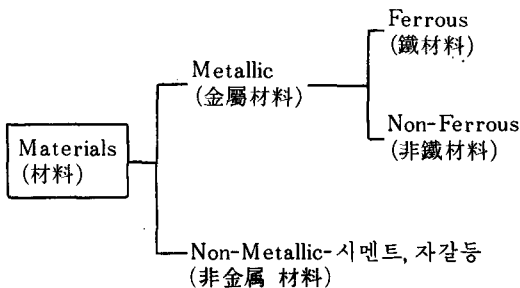 Ferrous
(鐵材料)
Metallic
(金屬材料)
Non-Ferrous
(非鐵材料)
Materials
(材料)
Non-Metallic-시멘트, 자갈등
(非金属 材料)